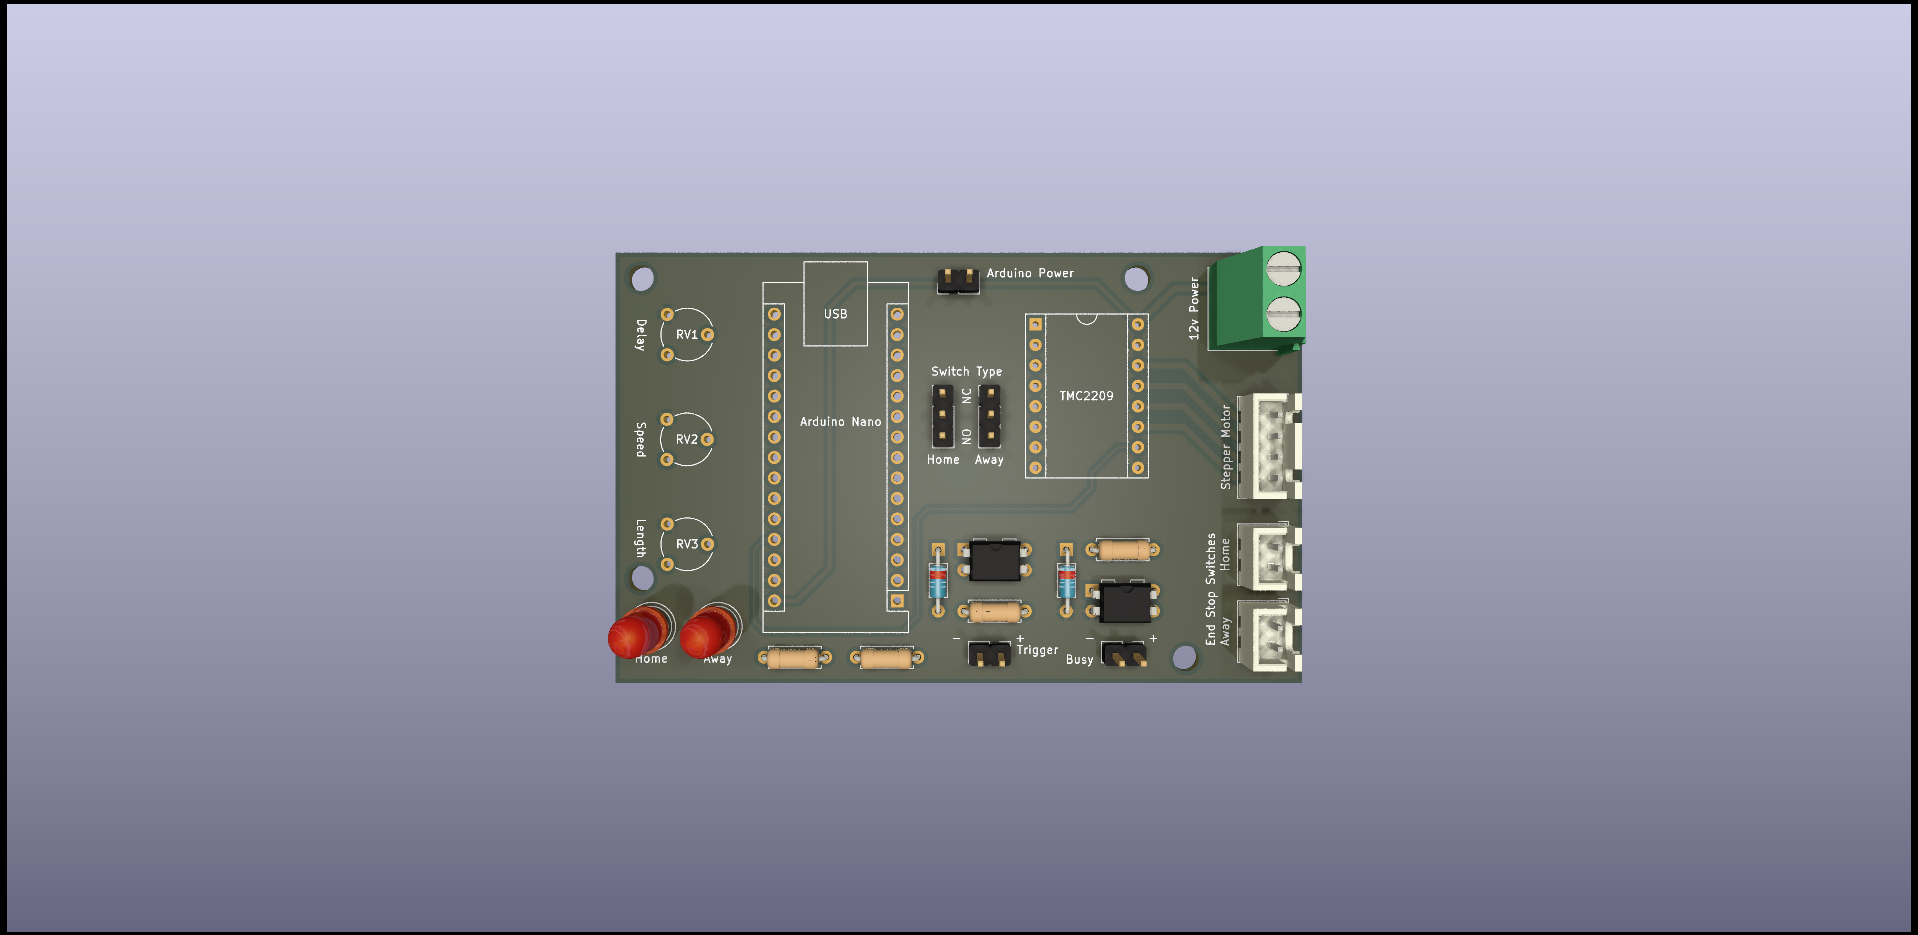 Arduino Power
12v Power
USB
Delay
RV1
Switch Type
NC
NO
Home
Away
TMC2209
Arduino Nano
Speed
RV2
Stepper Motor
Length
RV3
End Stop Switches
Home
Away
Home
Away
- +
Trigger
- +
Busy